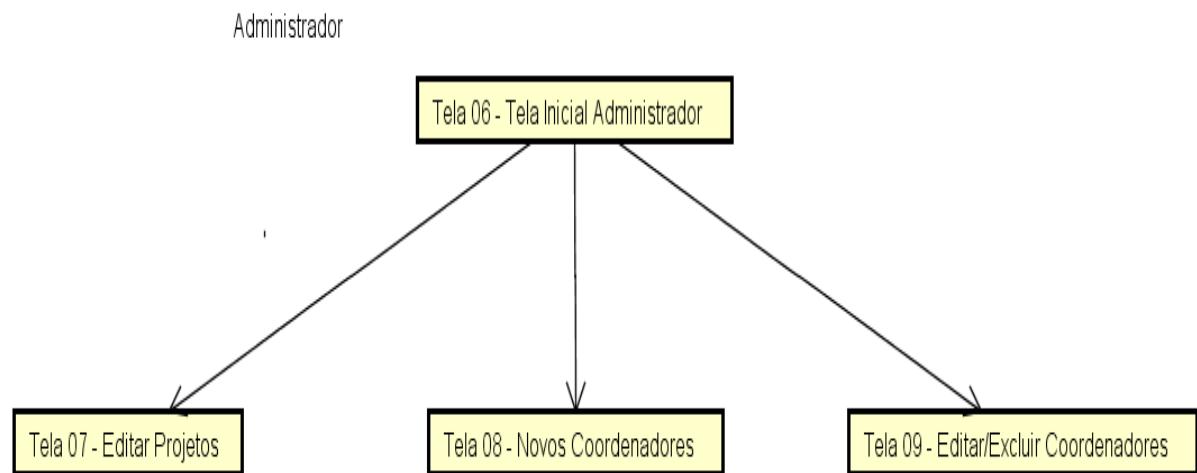 Administrador
Tela 06 - Tela Inicial Administrador
Tela 07 - Editar Projetos
Tela 08 - Novos Coordenadores
Tela 09 - Editar/Excluir Coordenadores